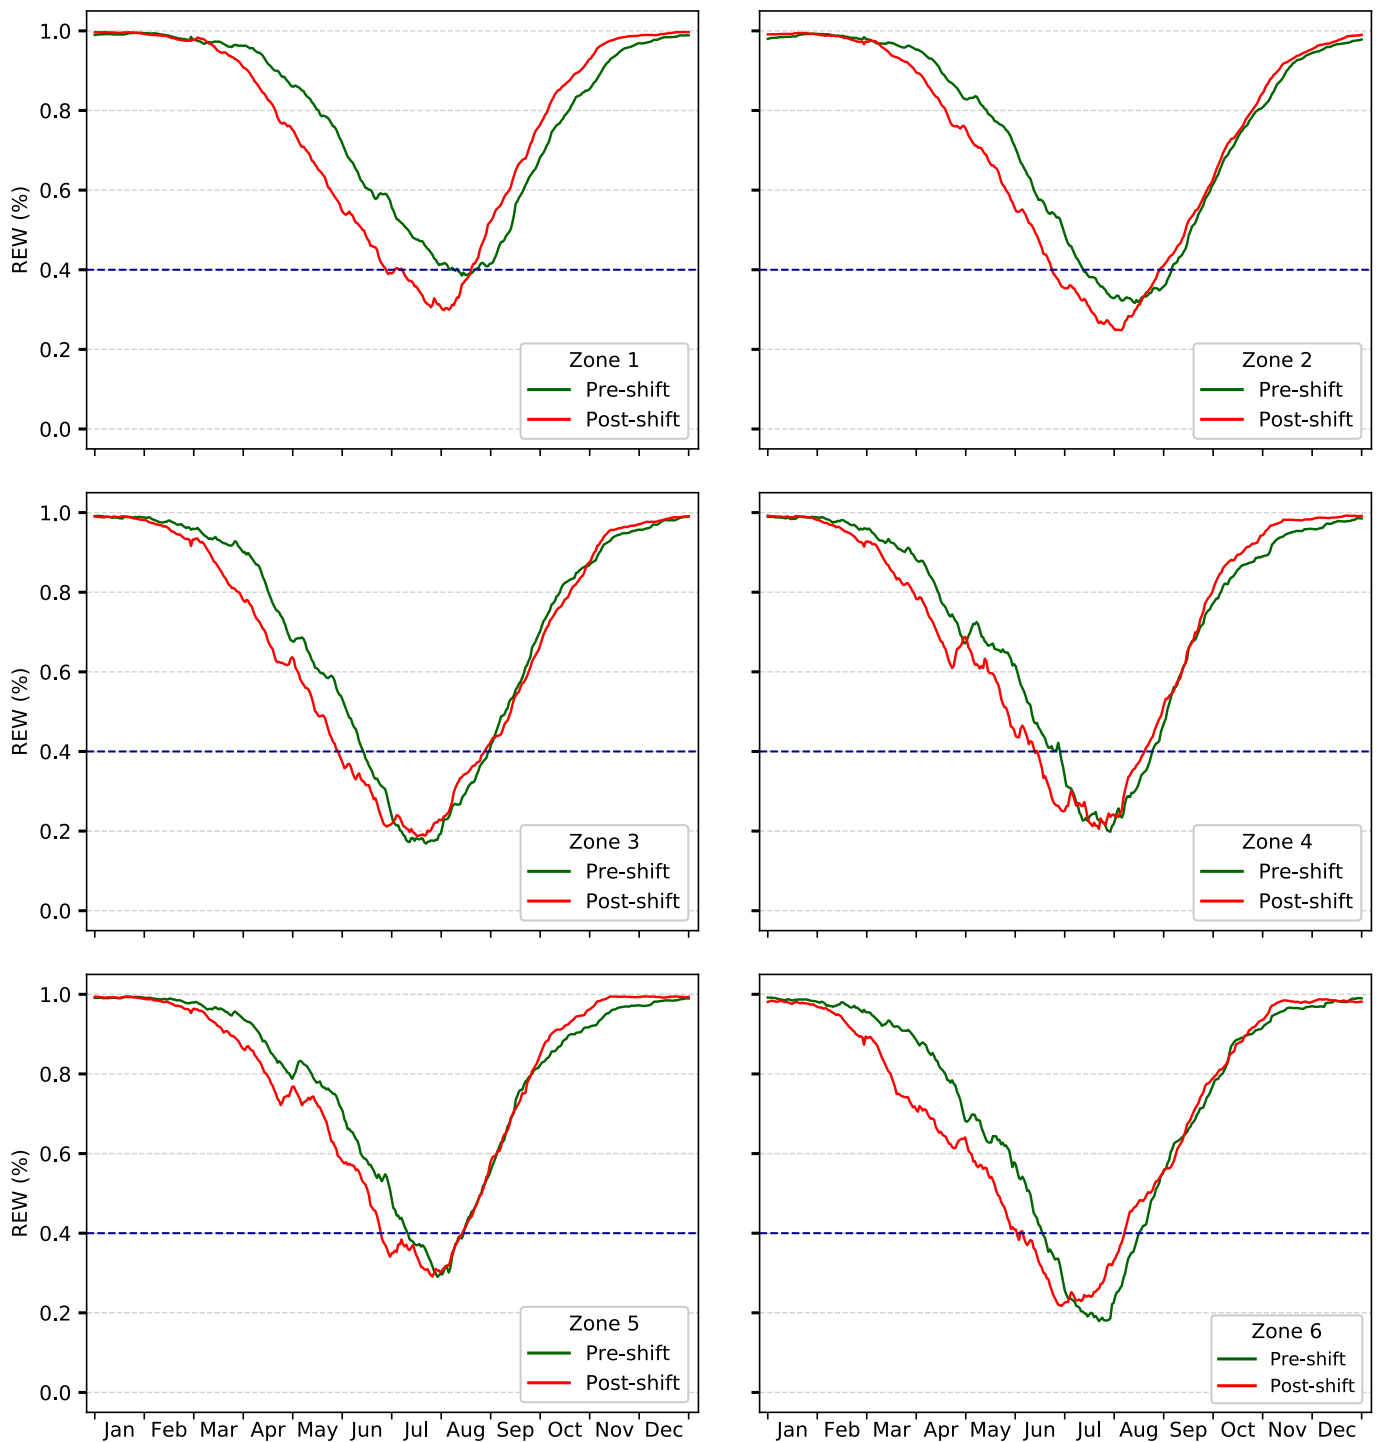 1.0
0.8
0.6
0.4
0.2
0.0
REW (%)
Zone 1
Pre-shift
Post-shift
Zone 2
Pre-shift
Post-shift
1.0
0.8
0.6
0.4
0.2
0.0
REW (%)
Zone 3
Pre-shift
Post-shift
Zone 4
Pre-shift
Post-shift
1.0
0.8
0.6
0.4
0.2
0.0
REW (%)
Zone 5
Pre-shift
Post-shift
Zone 6
Pre-shift
Post-shift
Jan Feb Mar Apr May Jun Jul Aug Sep Oct Nov Dec
Jan Feb Mar Apr May Jun Jul Aug Sep Oct Nov Dec